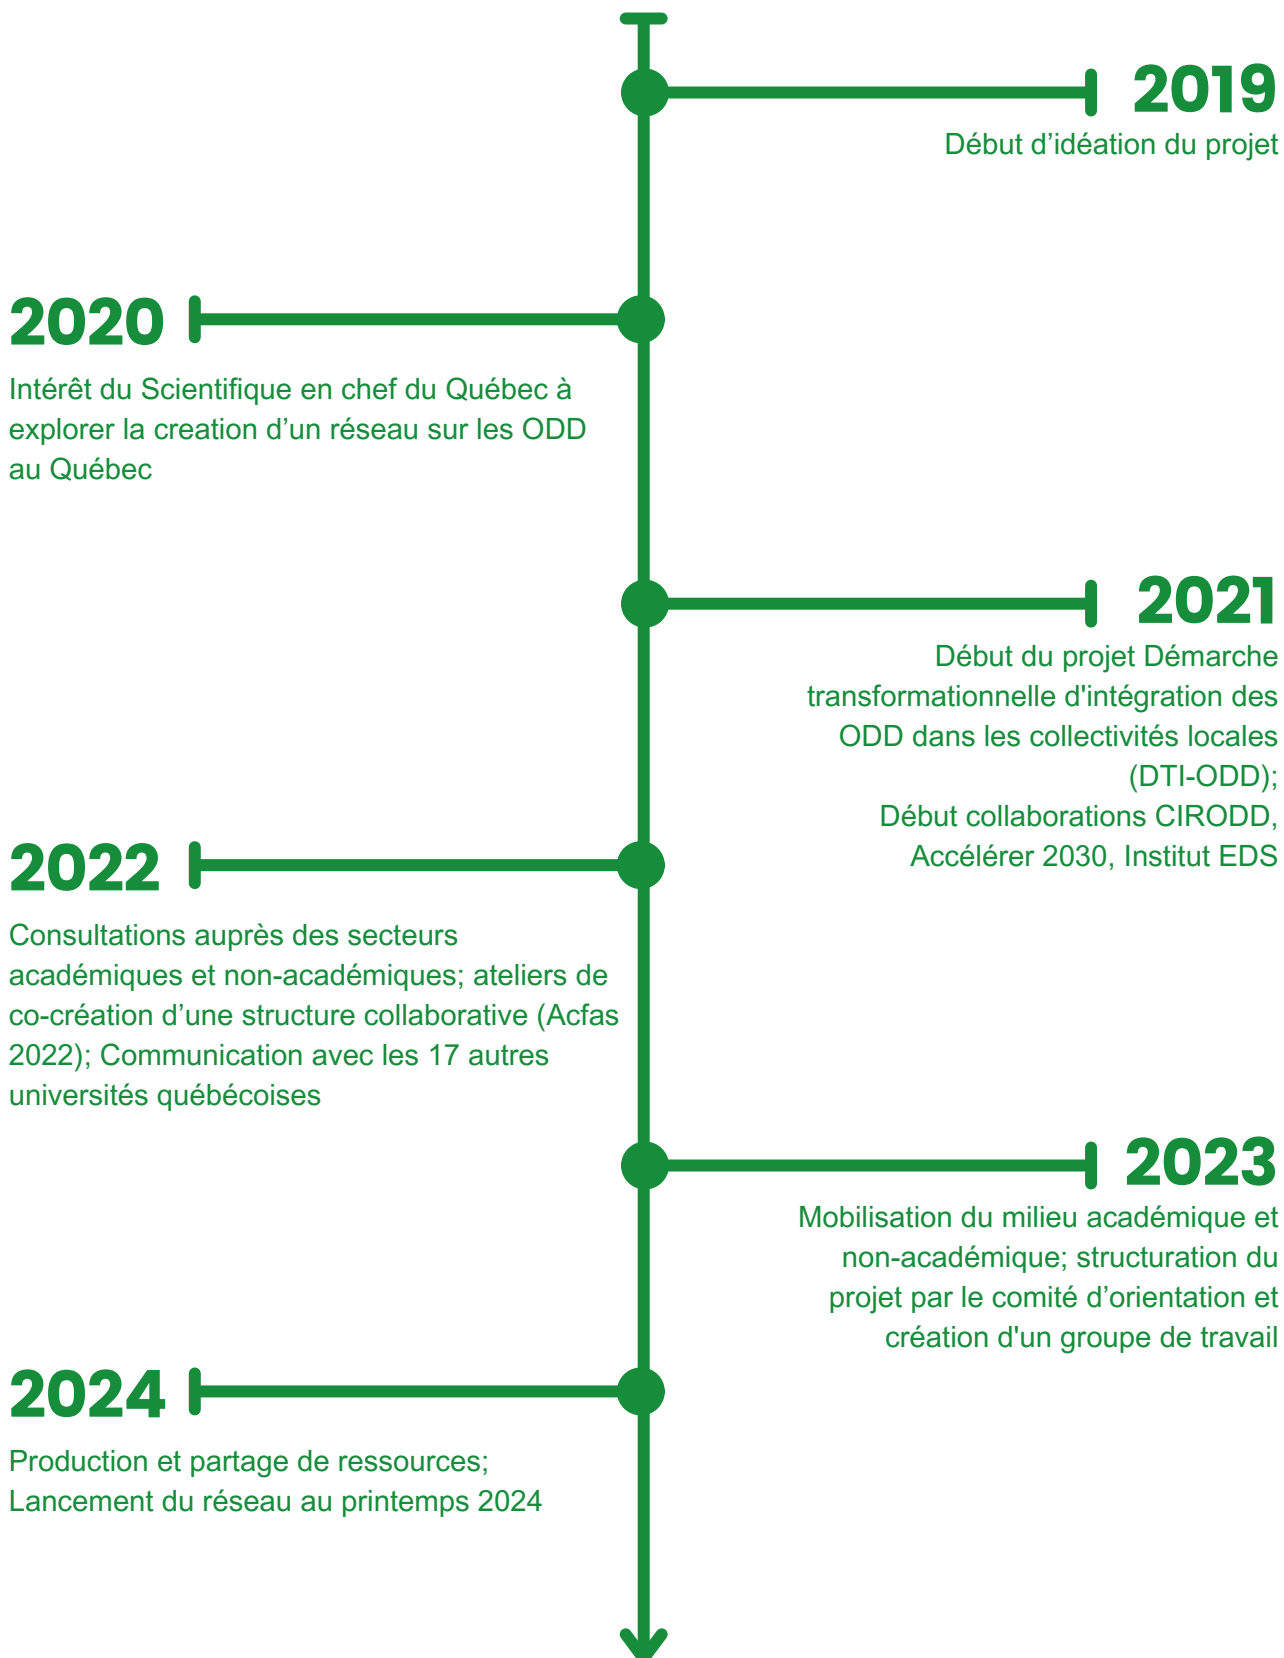 2019
Début d’idéation du projet
2020
Intérêt du Scientifique en chef du Québec à
explorer la creation d’un réseau sur les ODD
au Québec
2021
Début du projet Démarche
transformationnelle d'intégration des
ODD dans les collectivités locales
(DTI-ODD);
Début collaborations CIRODD,
Accélérer 2030, Institut EDS
2022
Consultations auprès des secteurs
académiques et non-académiques; ateliers de
co-création d’une structure collaborative (Acfas
2022); Communication avec les 17 autres
universités québécoises
2023
Mobilisation du milieu académique et
non-académique; structuration du
projet par le comité d’orientation et
création d'un groupe de travail
2024
Production et partage de ressources;
Lancement du réseau au printemps 2024